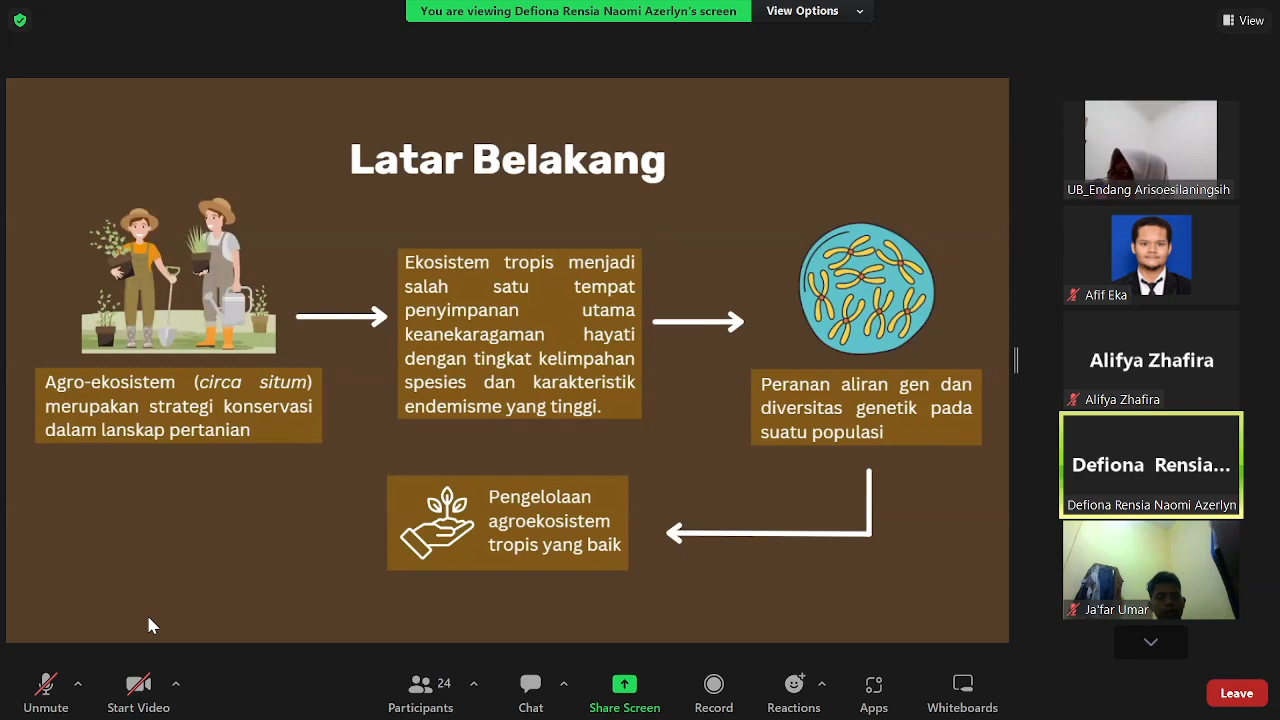 You are viewing Defiona Rensia Naomi Azerlyn's screen
View Options
View
Latar Belakang
Agro-ekosistem (circa situm)
merupakan strategi konservasi
dalam lanskap pertanian
Ekosistem tropis menjadi
salah satu tempat
penyimpanan utama
keanekaragaman hayati
dengan tingkat kelimpahan
spesies dan karakteristik
endemisme yang tinggi.
Peranan aliran gen dan
diversitas genetik pada
suatu populasi
Pengelolaan
agroekosistem
tropis yang baik
UB_Endang Arisoesilaningsih
Afif Eka
Alifya Zhafira
Alifya Zhafira
Defiona Rensia...
Defiona Rensia Naomi Azerlyn
Ja'far Umar
Unmute
Start Video
24
Participants
Chat
Share Screen
Record
Reactions
Apps
Whiteboards
Leave